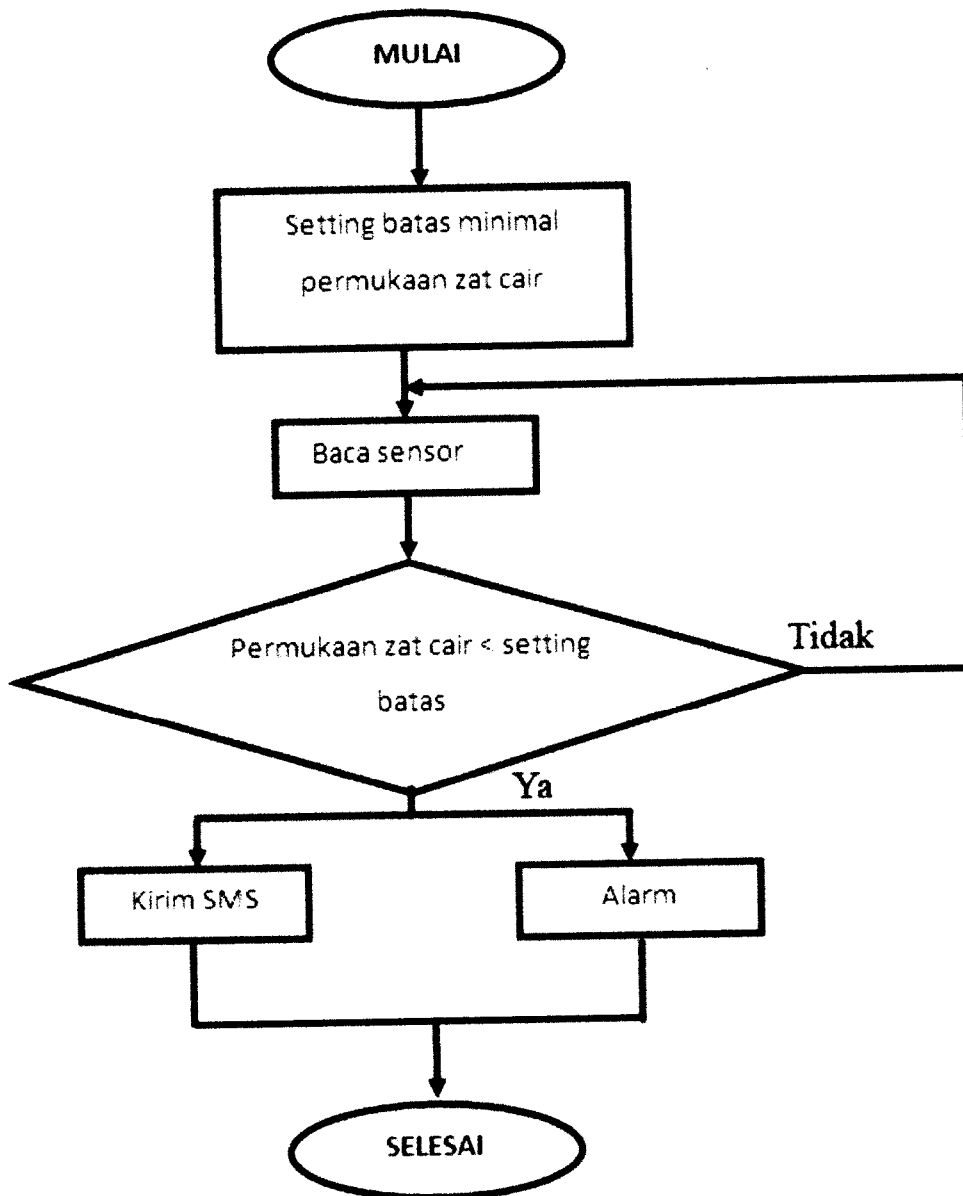 MULAI
Setting batas minimal
permukaan zat cair
Baca sensor
Permukaan zat cair < setting
batas
Tidak
Ya
Kirim SMS
Alarm
SELESAI